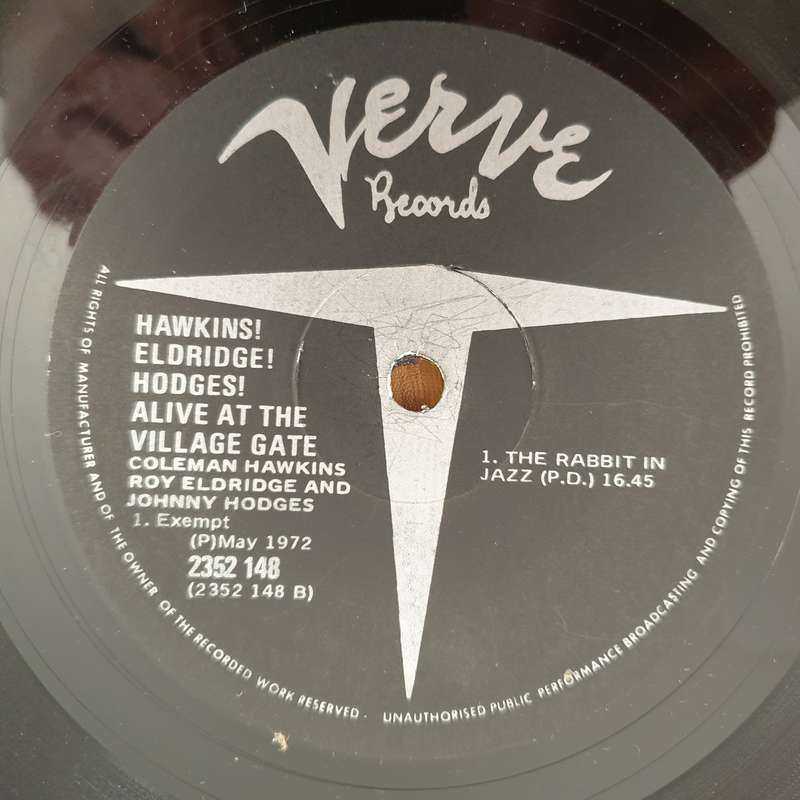 Verve
Records
HAWKINS!
ELDRIDGE!
HODGES!
ALIVE AT THE
VILLAGE GATE
COLEMAN HAWKINS
ROY ELDRIDGE AND
JOHNNY HODGES
1. Exempt
(P)May 1972
2352 148
(2352 148 B)
1. THE RABBIT IN
JAZZ (P.D.) 16.45
ALL RIGHTS OF MANUFACTURER AND OF THE OWNER OF THE RECORDED WORK RESERVED. UNAUTHORISED PUBLIC PERFORMANCE BROADCASTING AND COPYING OF THIS RECORD PROHIBITED